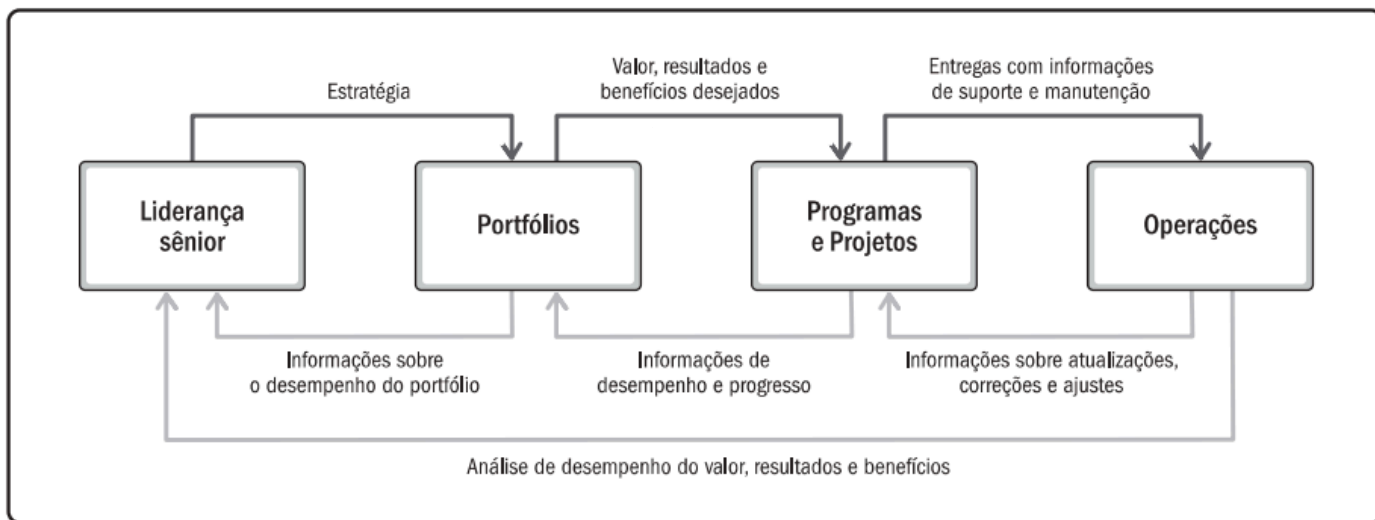 Estratégia
Valor, resultados e
benefícios desejados
Entregas com informações
de suporte e manutenção
Liderança
sênior
Portfólios
Programas
e Projetos
Operações
Informações sobre
o desempenho do portfólio
Informações de
desempenho e progresso
Informações sobre atualizações,
correções e ajustes
Análise de desempenho do valor, resultados e benefícios